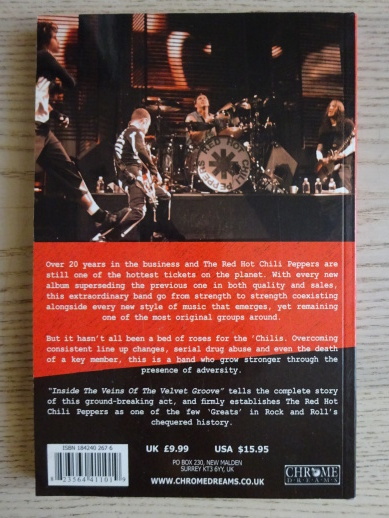 RED HOT CHILI PEPPERS
Over 20 years in the business and The Red Hot Chili Peppers are
still one of the hottest tickets on the planet. With every new
album superseding the previous one in both quality and sales,
this extraordinary band go from strength to strength coexisting
alongside every new style of music that emerges, yet remaining
one of the most original groups around.
But it hasn't all been a bed of roses for the 'Chilis. Overcoming
consistent line up changes, serial drug abuse and even the death
of a key member, this is a band who grow stronger through the
presence of adversity.
"Inside The Veins Of The Velvet Groove" tells the complete story
of this ground-breaking act, and firmly establishes The Red Hot
Chili Peppers as one of the few 'Greats' in Rock and Roll's
chequered history.
ISBN 184240 267 6
UK £9.99 USA $15.95
PO BOX 230, NEW MALDEN
SURREY KT3 6YY, UK
WWW.CHROMEDREAMS.CO.UK
CHROME
DREAMS